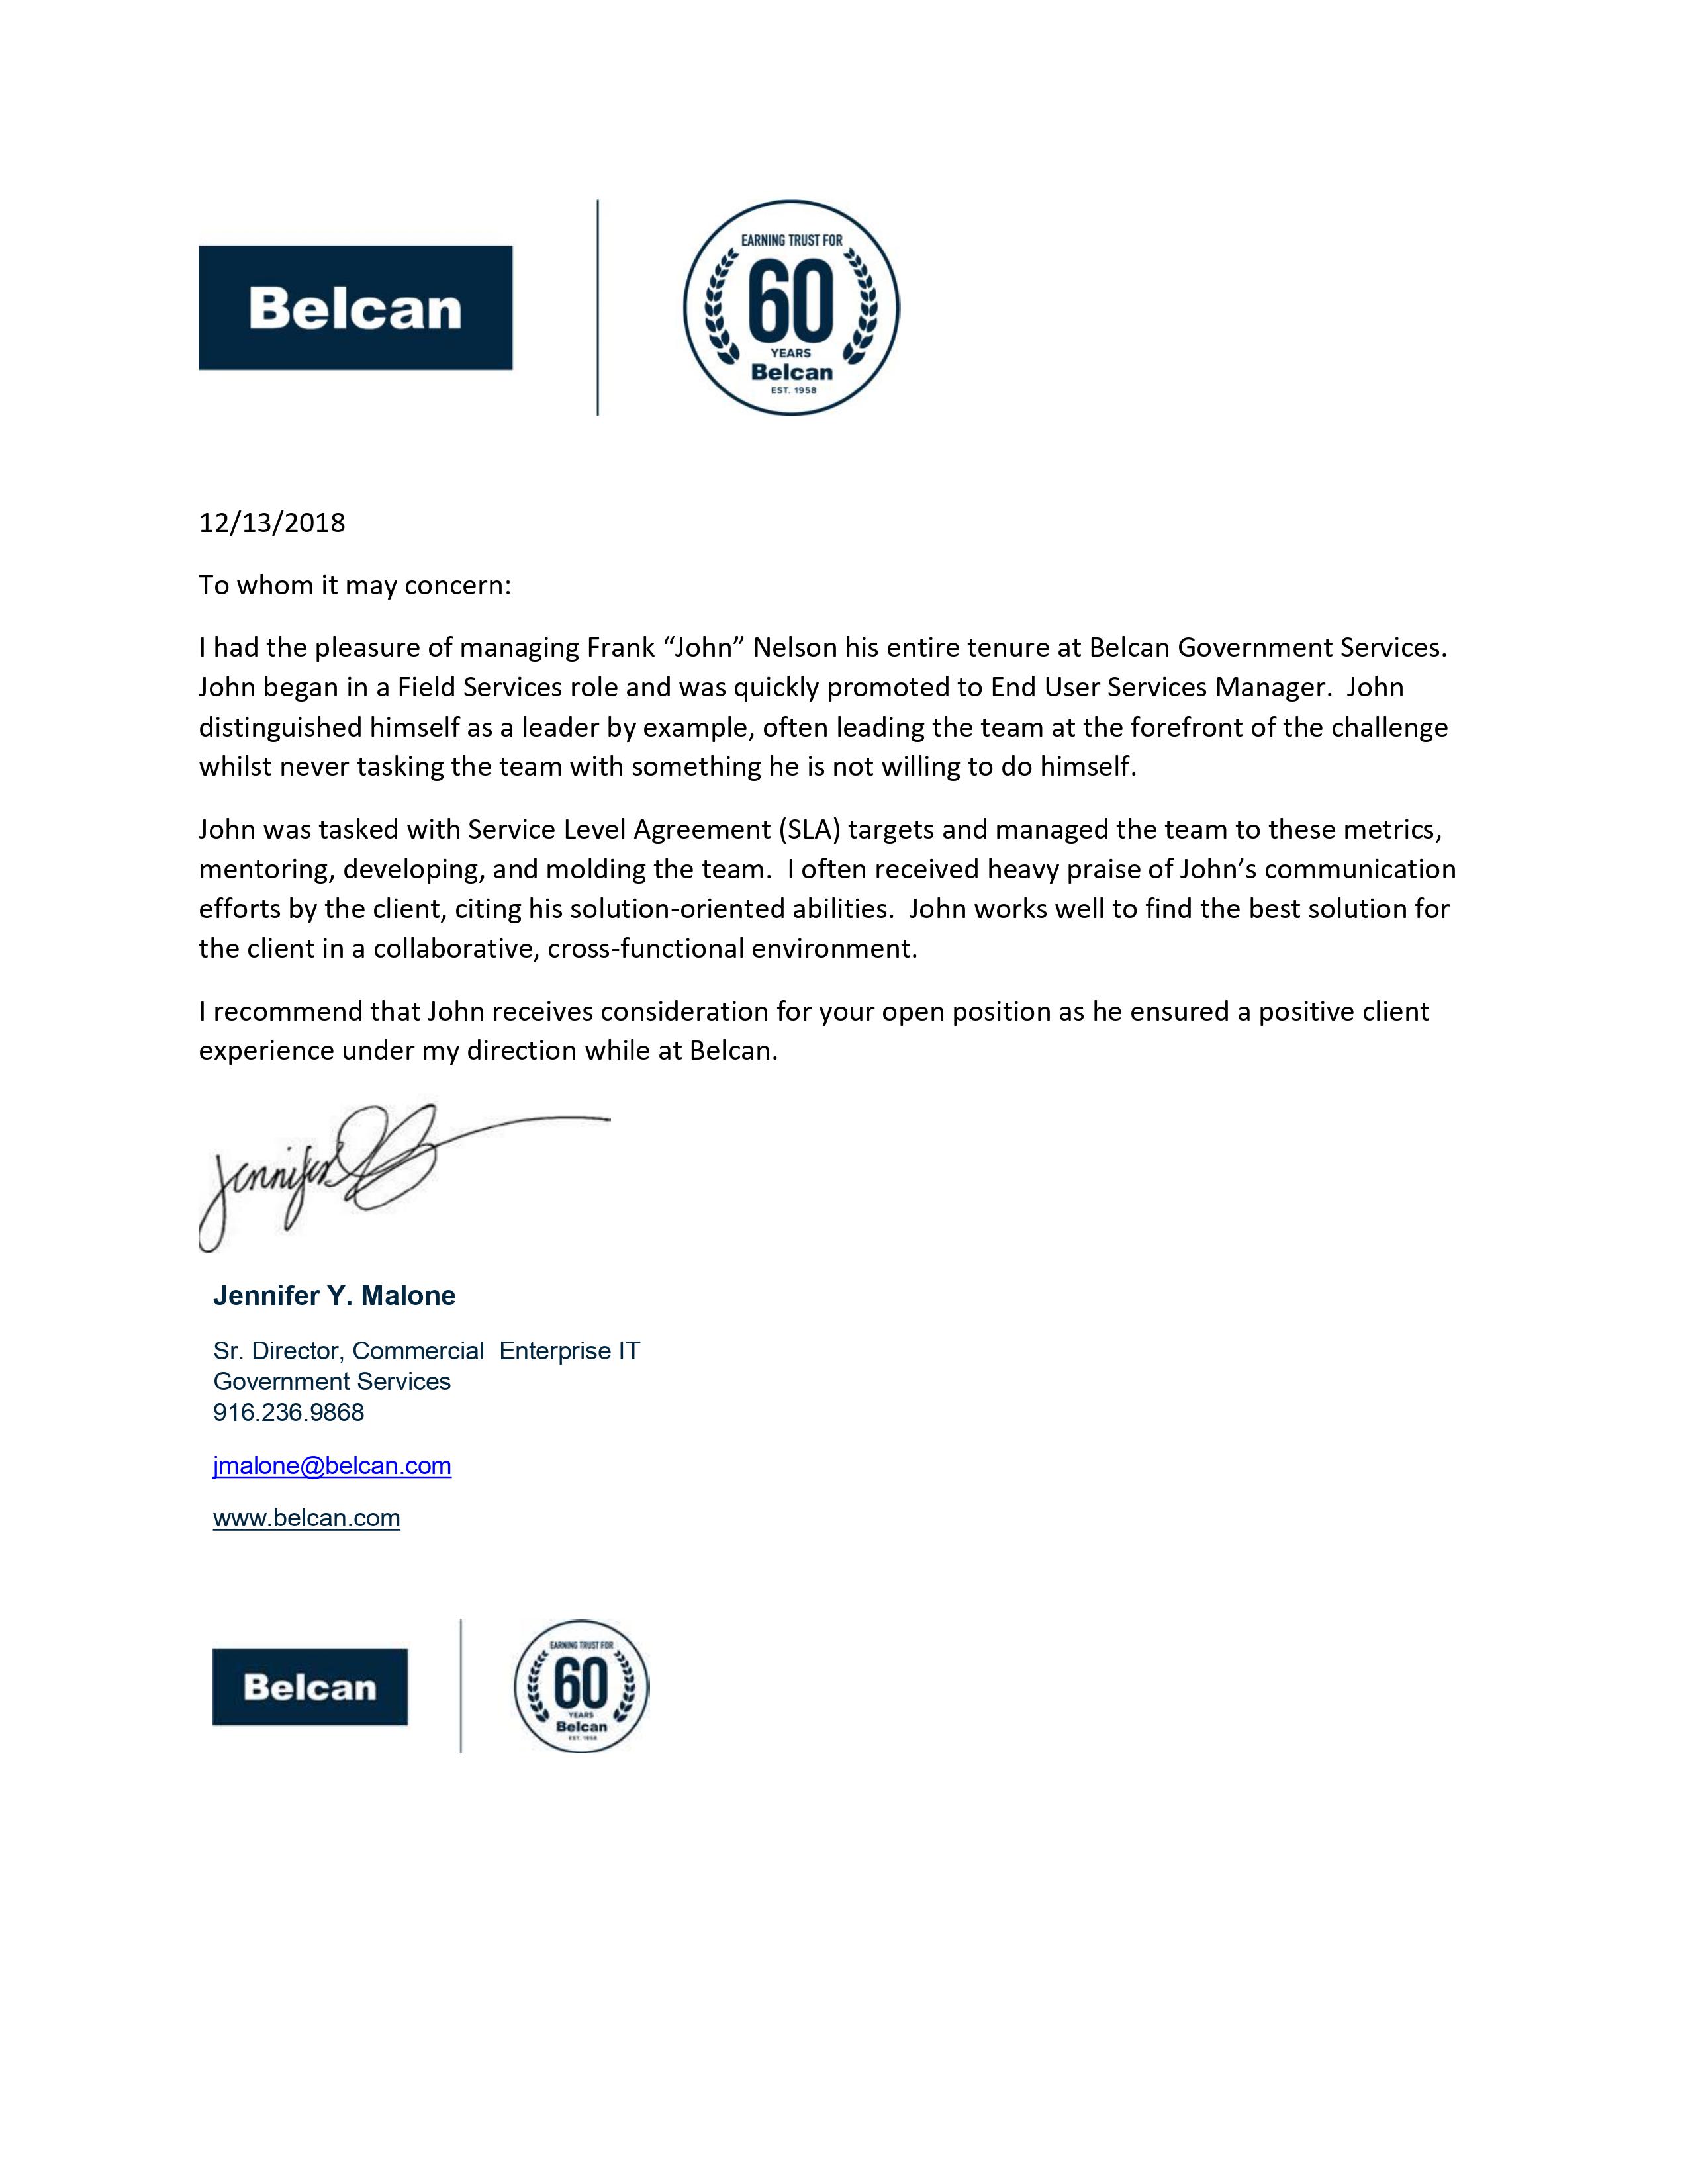 Belcan
EARNING TRUST FOR
60
YEARS
Belcan
EST. 1958
12/13/2018
To whom it may concern:
I had the pleasure of managing Frank “John” Nelson his entire tenure at Belcan Government Services.
John began in a Field Services role and was quickly promoted to End User Services Manager.  John
distinguished himself as a leader by example, often leading the team at the forefront of the challenge
whilst never tasking the team with something he is not willing to do himself.
John was tasked with Service Level Agreement (SLA) targets and managed the team to these metrics,
mentoring, developing, and molding the team.  I often received heavy praise of John’s communication
efforts by the client, citing his solution-oriented abilities.  John works well to find the best solution for
the client in a collaborative, cross-functional environment.
I recommend that John receives consideration for your open position as he ensured a positive client
experience under my direction while at Belcan.
Jennifer
Jennifer Y. Malone
Sr. Director, Commercial  Enterprise IT
Government Services
916.236.9868
jmalone@belcan.com
www.belcan.com
Belcan
EARNING TRUST FOR
60
YEARS
Belcan
EST. 1958